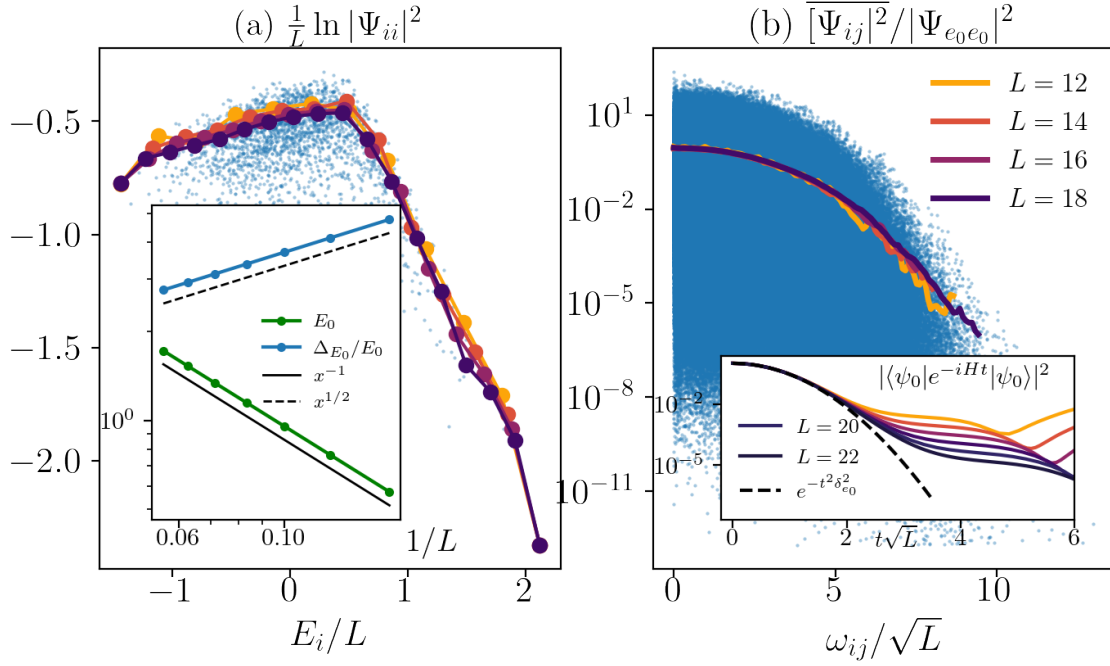 (a) $\frac{1}{L} \ln |\Psi_{ii}|^2$
−0.5
−1.0
−1.5
−2.0
−1
0
1
2
$E_i/L$
$E_0$
$\Delta_{E_0}/E_0$
$x^{-1}$
$x^{1/2}$
$10^0$
0.06
0.10
$1/L$
(b) $\overline{[\Psi_{ij}|^2}/|\Psi_{e_0e_0}|^2$
$L = 12$
$L = 14$
$L = 16$
$L = 18$
$10^1$
$10^{-2}$
$10^{-5}$
$10^{-8}$
$10^{-11}$
0
5
10
$\omega_{ij}/\sqrt{L}$
$|\langle\psi_0|e^{-iHt}|\psi_0\rangle|^2$
$10^{-2}$
$10^{-5}$
$L = 20$
$L = 22$
$e^{-t^2\delta_{e_0}^2}$
0
2
4
6
$t\sqrt{L}$